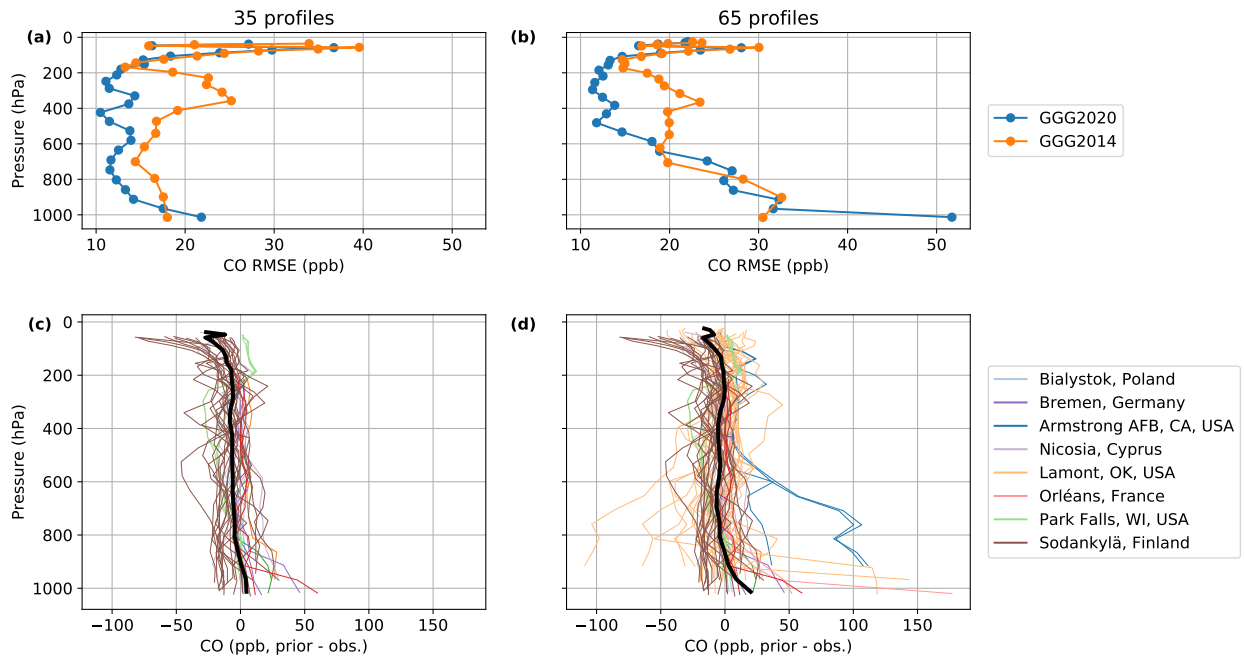 35 profiles
65 profiles
(a)
(b)
0
200
400
600
800
1000
Pressure (hPa)
10 20 30 40 50
CO RMSE (ppb)
10 20 30 40 50
CO RMSE (ppb)
GGG2020
GGG2014
(c)
(d)
0
200
400
600
800
1000
Pressure (hPa)
−100 −50 0 50 100 150
CO (ppb, prior - obs.)
−100 −50 0 50 100 150
CO (ppb, prior - obs.)
Bialystok, Poland
Bremen, Germany
Armstrong AFB, CA, USA
Nicosia, Cyprus
Lamont, OK, USA
Orléans, France
Park Falls, WI, USA
Sodankylä, Finland